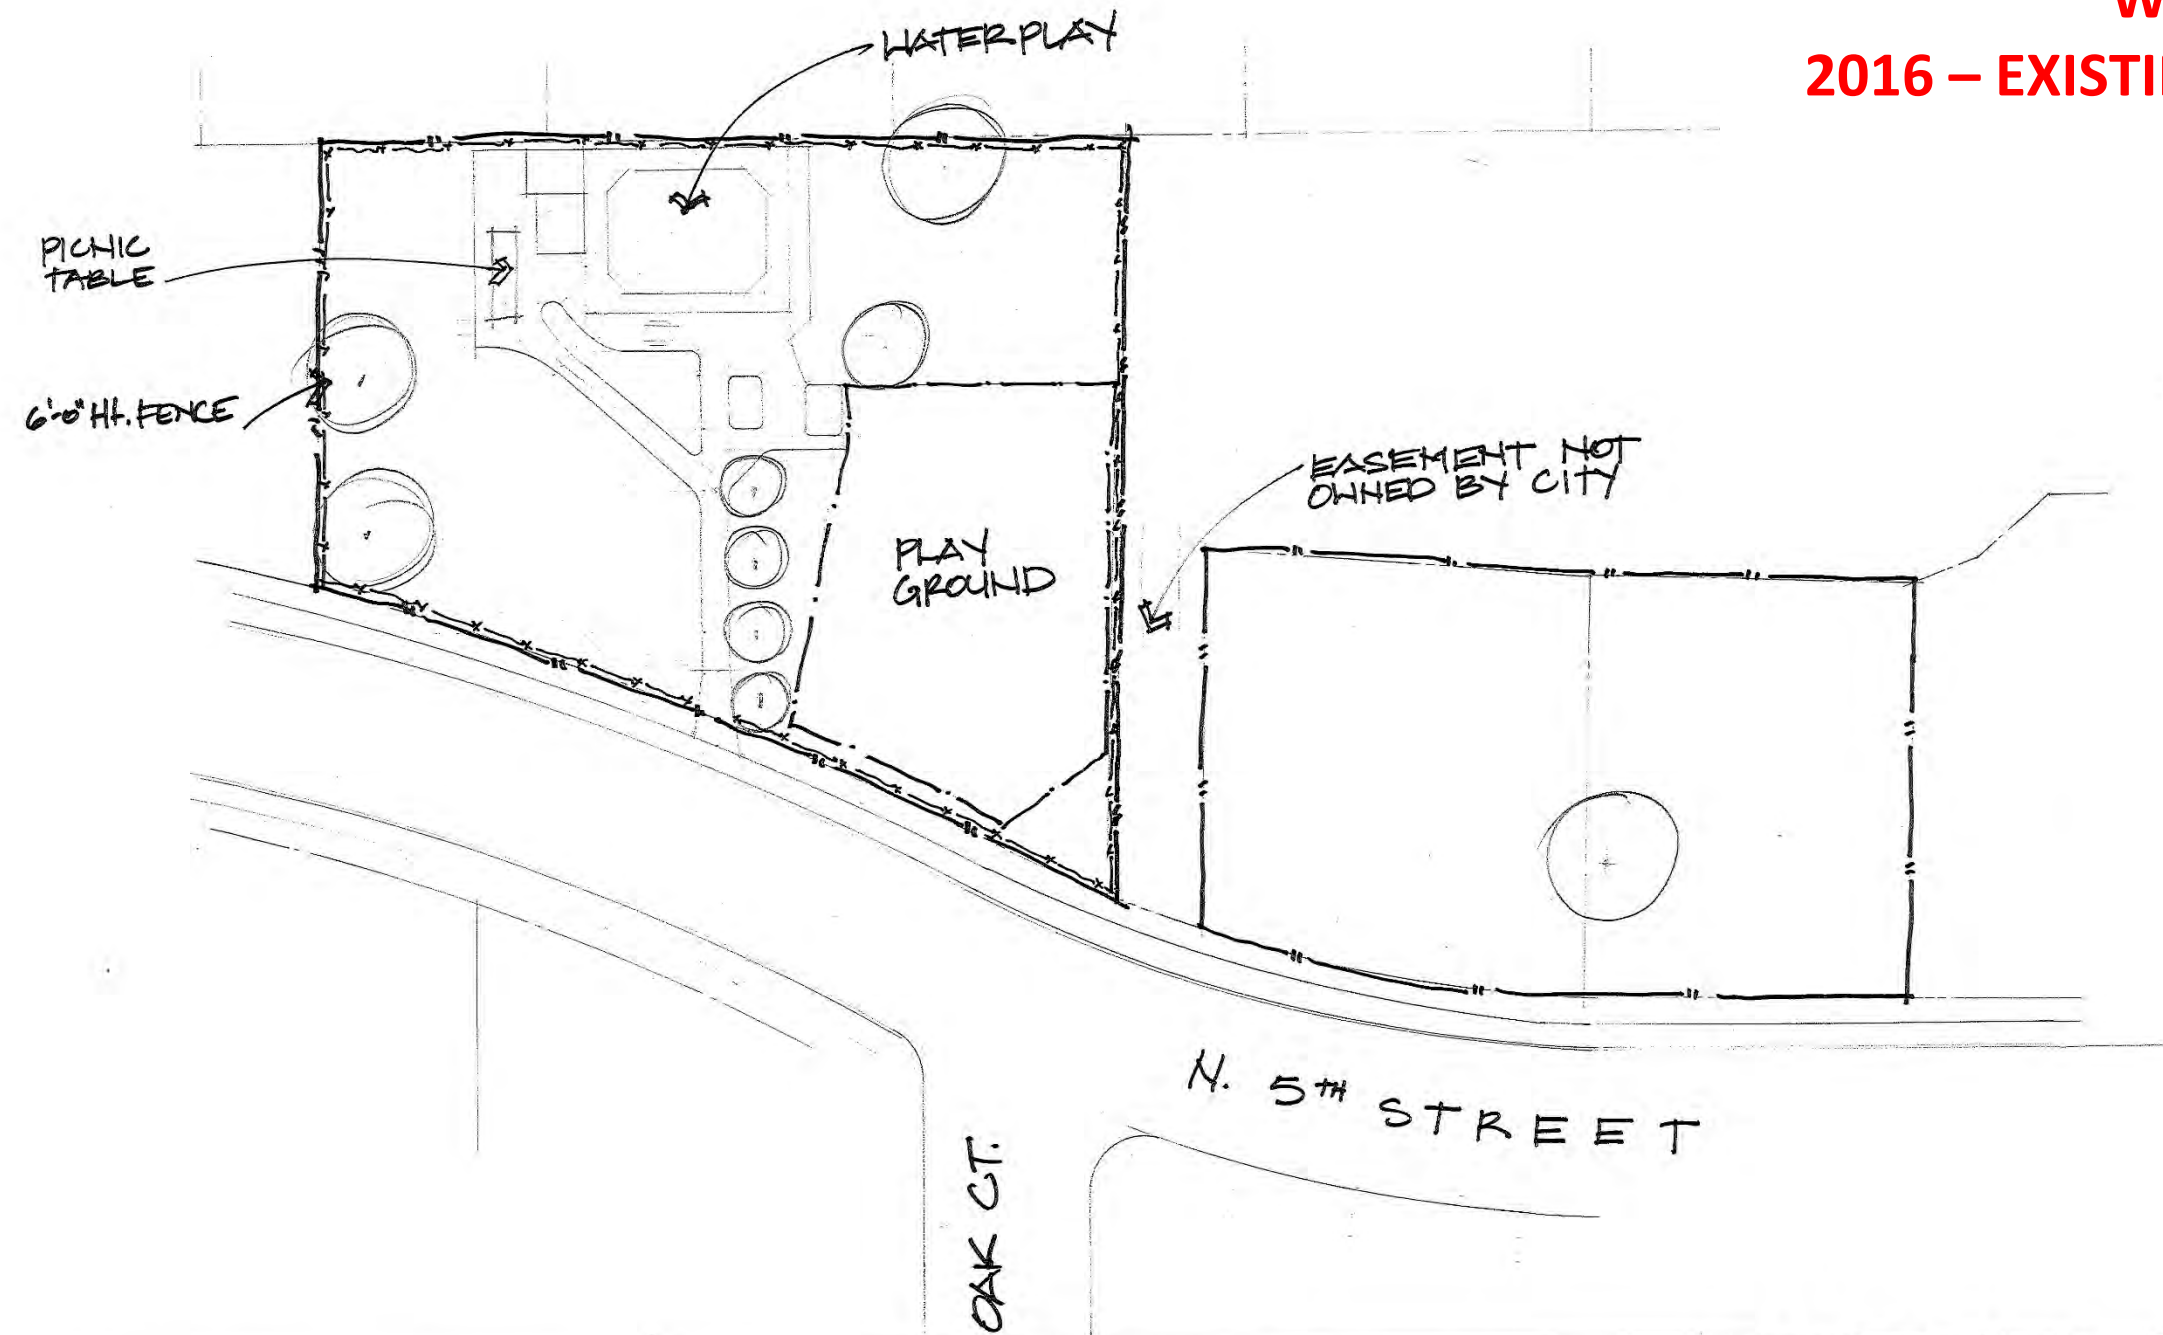 W
2016 – EXISTI
WATERPLAY
PICNIC
TABLE
6'-0" Ht. FENCE
EASEMENT NOT
OWNED BY CITY
PLAY
GROUND
N. 5TH STREET
OAK CT.